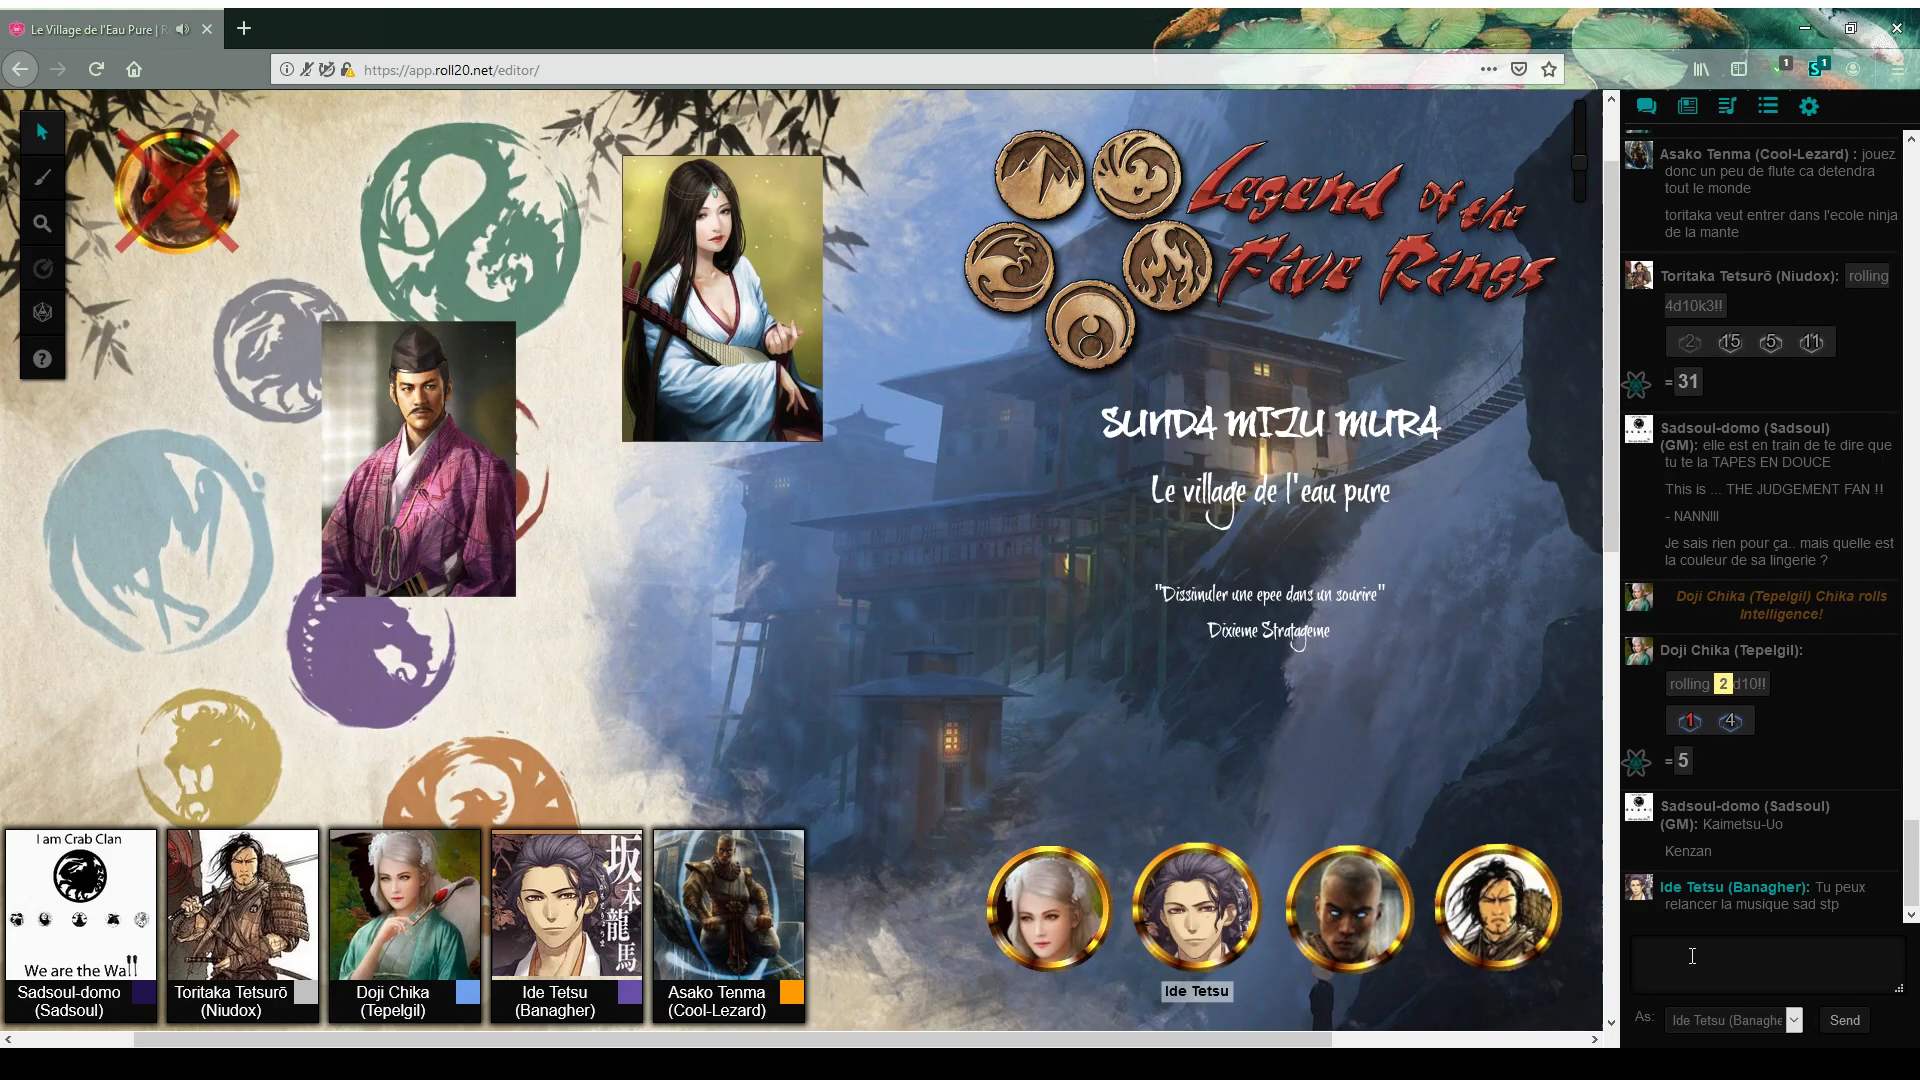 Le Village de l'Eau Pure | R
https://app.roll20.net/editor/
1
1
Legend of the
Five Rings
SUNDA MIZU MURA
Le village de l'eau pure
"Dissimuler une epee dans un sourire"
Dixieme Stratageme
I am Crab Clan
We are the Wall
Sadsoul-domo
(Sadsoul)
Toritaka Tetsurō
(Niudox)
Doji Chika
(Tepelgil)
坂本龍馬
Ide Tetsu
(Banagher)
Asako Tenma
(Cool-Lezard)
Ide Tetsu
Asako Tenma (Cool-Lezard) : jouez
donc un peu de flute ca detendra
tout le monde
toritaka veut entrer dans l'ecole ninja
de la mante
Toritaka Tetsurō (Niudox): rolling
4d10k3!!
2 15 5 11
=31
Sadsoul-domo (Sadsoul)
(GM): elle est en train de te dire que
tu te la TAPES EN DOUCE
This is ... THE JUDGEMENT FAN !!
- NANNIII
Je sais rien pour ça.. mais quelle est
la couleur de sa lingerie ?
Doji Chika (Tepelgil) Chika rolls
Intelligence!
Doji Chika (Tepelgil):
rolling 2d10!!
1 4
=5
Sadsoul-domo (Sadsoul)
(GM): Kaimetsu-Uo
Kenzan
Ide Tetsu (Banagher): Tu peux
relancer la musique sad stp
As: Ide Tetsu (Banaghe
Send